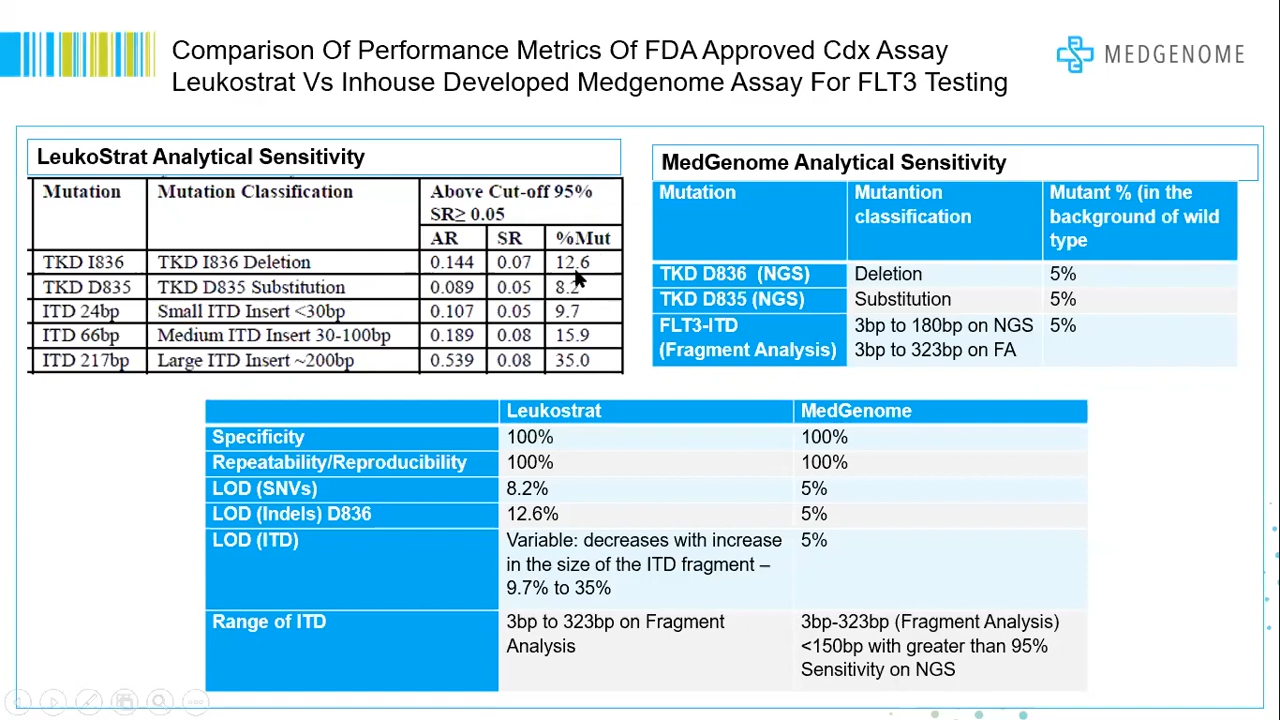 Comparison Of Performance Metrics Of FDA Approved Cdx Assay
Leukostrat Vs Inhouse Developed Medgenome Assay For FLT3 Testing
MEDGENOME
LeukoStrat Analytical Sensitivity
Mutation Mutation Classification Above Cut-off 95%
SR≥ 0.05
AR SR %Mut
TKD I836 TKD I836 Deletion 0.144 0.07 12.6
TKD D835 TKD D835 Substitution 0.089 0.05 8.2
ITD 24bp Small ITD Insert <30bp 0.107 0.05 9.7
ITD 66bp Medium ITD Insert 30-100bp 0.189 0.08 15.9
ITD 217bp Large ITD Insert ~200bp 0.539 0.08 35.0
MedGenome Analytical Sensitivity
Mutation Mutantion Mutant % (in the
classification background of wild
type
TKD D836 (NGS) Deletion 5%
TKD D835 (NGS) Substitution 5%
FLT3-ITD 3bp to 180bp on NGS 5%
(Fragment Analysis) 3bp to 323bp on FA
Leukostrat MedGenome
Specificity 100% 100%
Repeatability/Reproducibility 100% 100%
LOD (SNVs) 8.2% 5%
LOD (Indels) D836 12.6% 5%
LOD (ITD) Variable: decreases with increase 5%
in the size of the ITD fragment –
9.7% to 35%
Range of ITD 3bp to 323bp on Fragment 3bp-323bp (Fragment Analysis)
Analysis <150bp with greater than 95%
Sensitivity on NGS